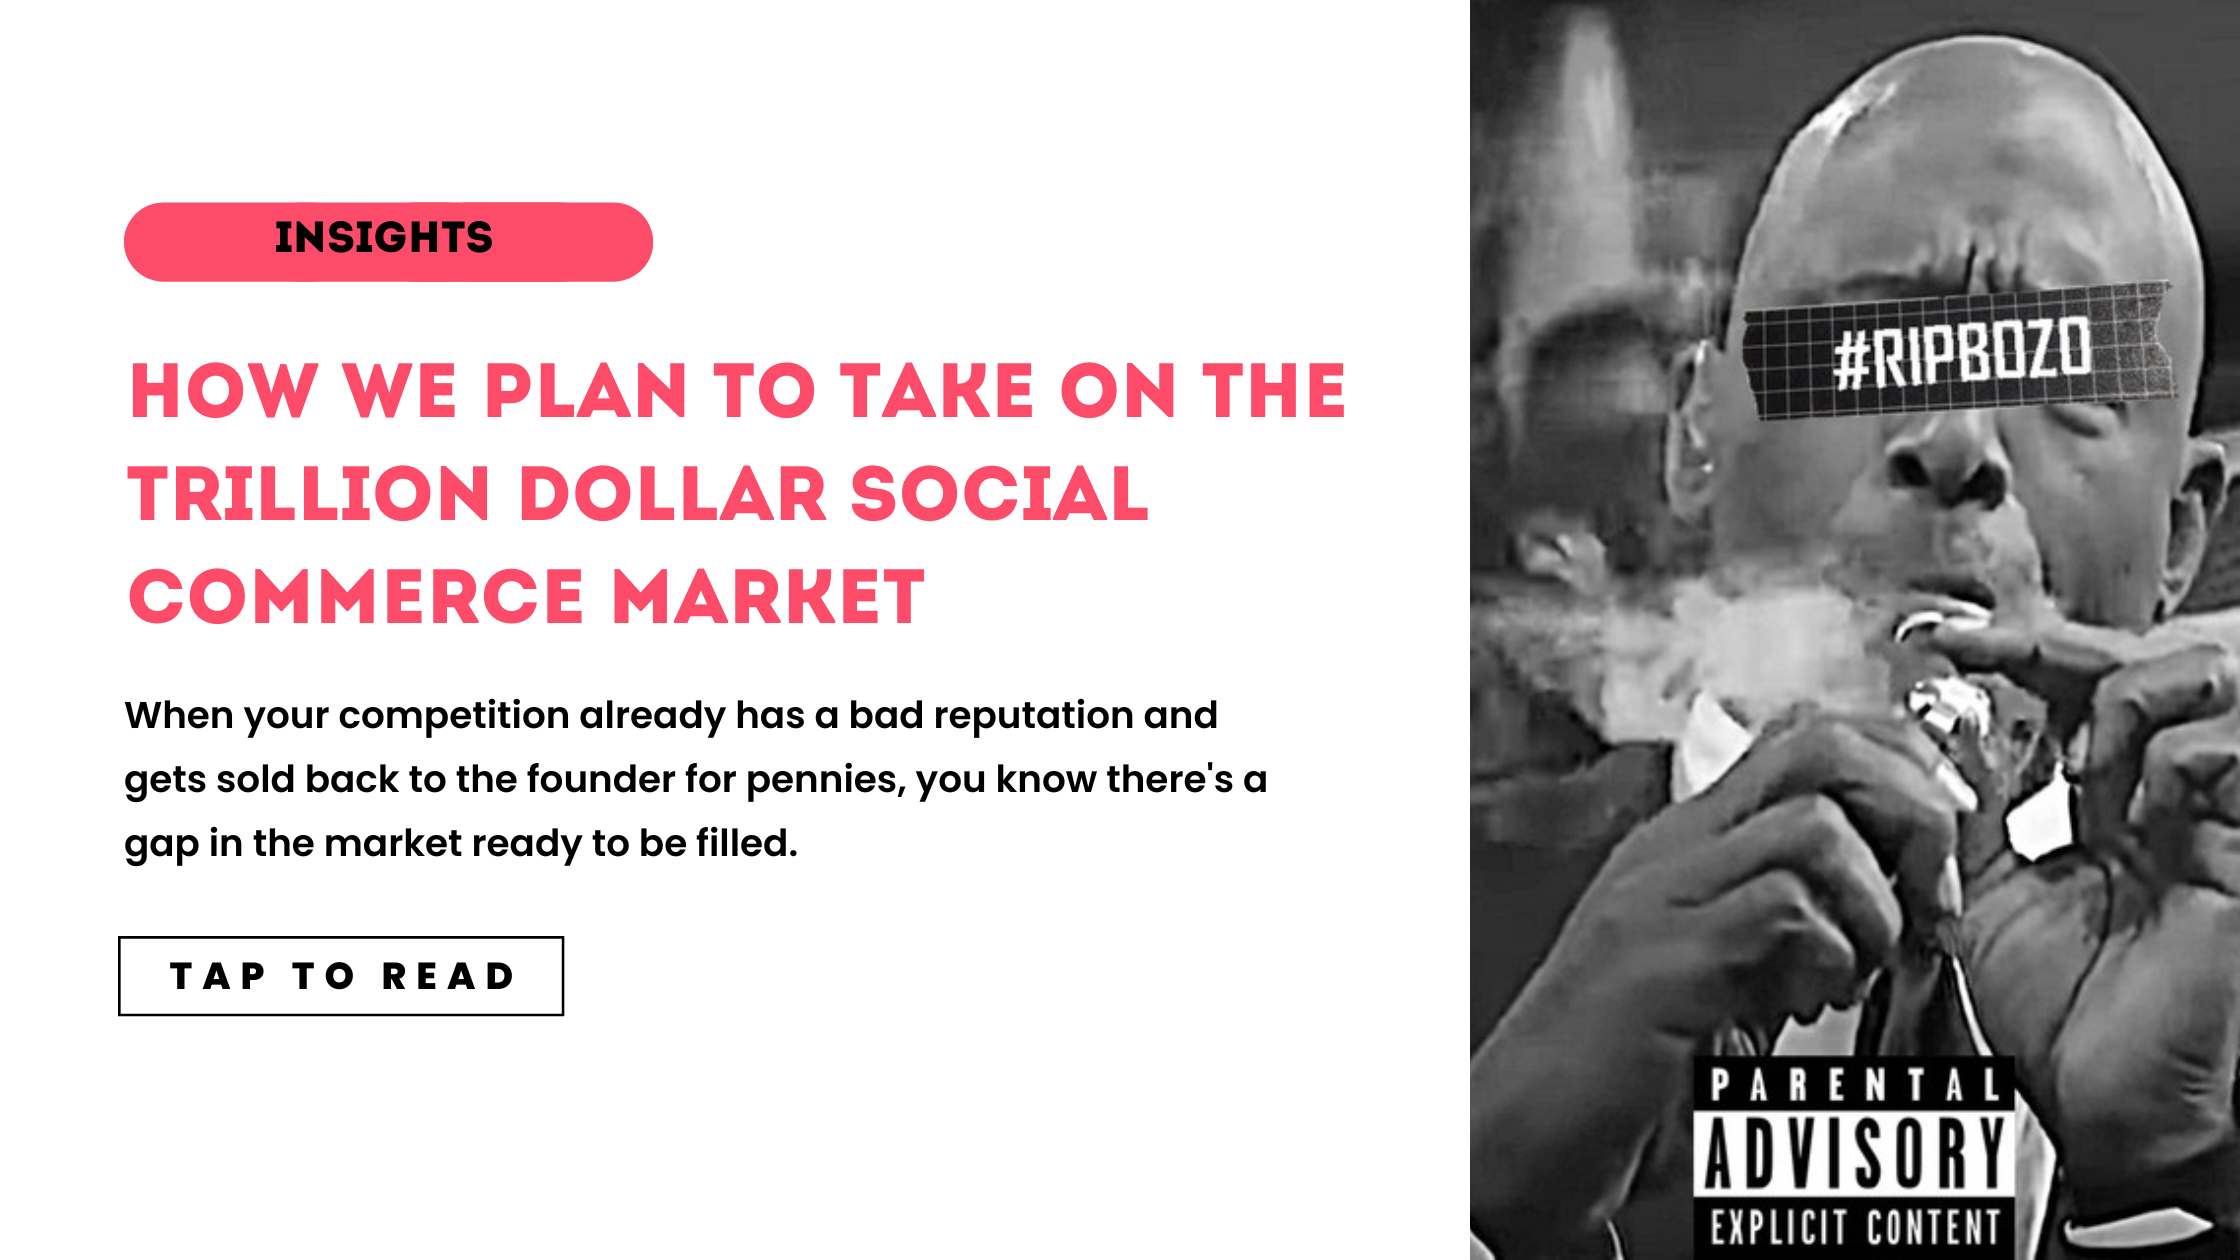 INSIGHTS
HOW WE PLAN TO TAKE ON THE
TRILLION DOLLAR SOCIAL
COMMERCE MARKET
When your competition already has a bad reputation and
gets sold back to the founder for pennies, you know there's a
gap in the market ready to be filled.
TAP TO READ
#RIPBOZO
PARENTAL
ADVISORY
EXPLICIT CONTENT